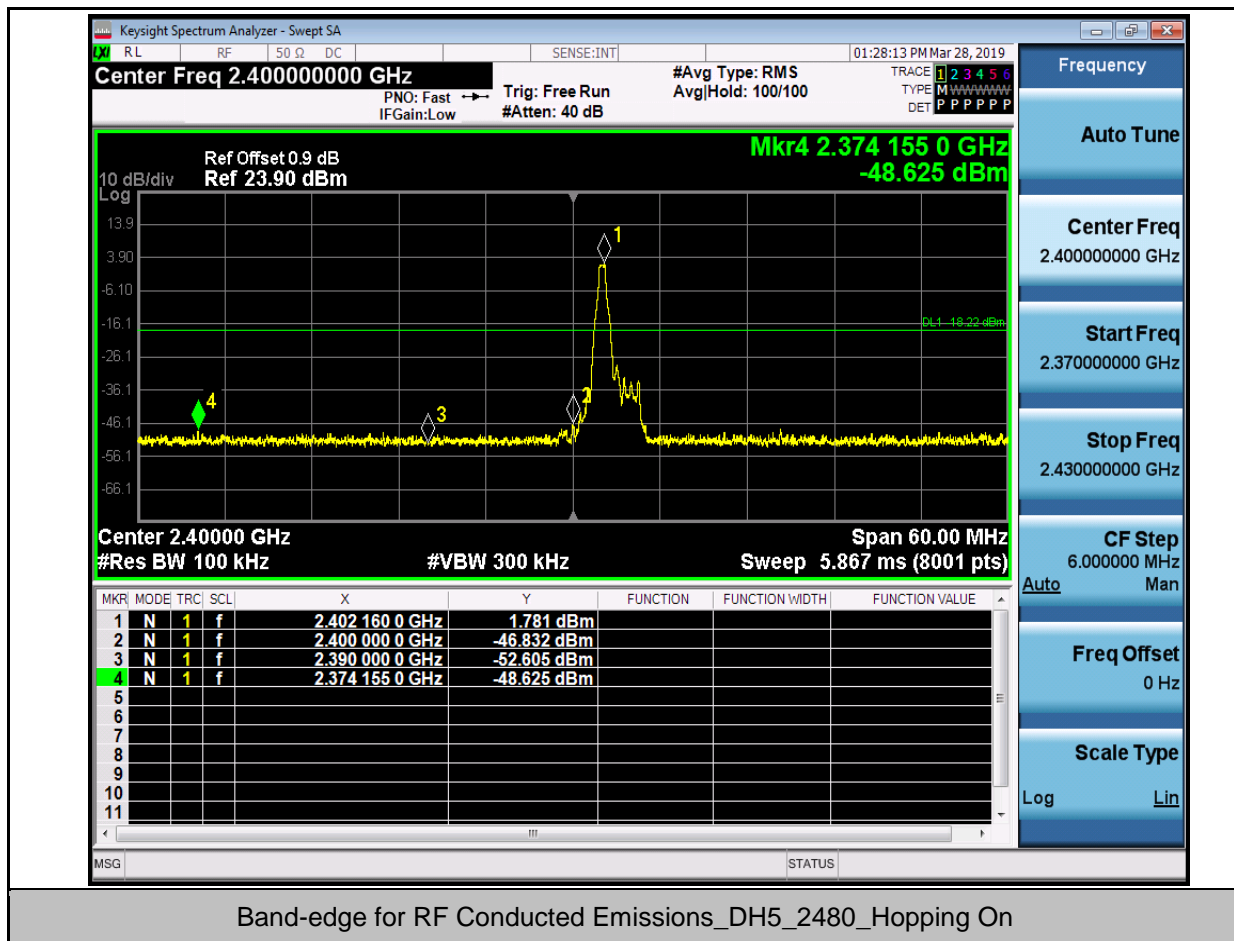 Keysight Spectrum Analyzer - Swept SA
LXI RL RF 50 Ω DC SENSE:INT 01:28:13 PM Mar 28, 2019
Center Freq 2.400000000 GHz
PNO: Fast
IFGain:Low
Trig: Free Run
#Atten: 40 dB
#Avg Type: RMS
Avg|Hold: 100/100
TRACE 1 2 3 4 5 6
TYPE M WWWWW
DET P P P P P P
Ref Offset 0.9 dB
10 dB/div Ref 23.90 dBm
Log
Mkr4 2.374 155 0 GHz
-48.625 dBm
13.9
3.90
-6.10
-16.1
-26.1
-36.1
-46.1
-56.1
-66.1
1
DL1 -18.22 dBm
2
3
4
Center 2.40000 GHz Span 60.00 MHz
#Res BW 100 kHz #VBW 300 kHz Sweep 5.867 ms (8001 pts)
MKR MODE TRC SCL X Y FUNCTION FUNCTION WIDTH FUNCTION VALUE
1 N 1 f 2.402 160 0 GHz 1.781 dBm
2 N 1 f 2.400 000 0 GHz -46.832 dBm
3 N 1 f 2.390 000 0 GHz -52.605 dBm
4 N 1 f 2.374 155 0 GHz -48.625 dBm
5
6
7
8
9
10
11
MSG STATUS
Frequency
Auto Tune
Center Freq
2.400000000 GHz
Start Freq
2.370000000 GHz
Stop Freq
2.430000000 GHz
CF Step
6.000000 MHz
Auto Man
Freq Offset
0 Hz
Scale Type
Log Lin
Band-edge for RF Conducted Emissions_DH5_2480_Hopping On